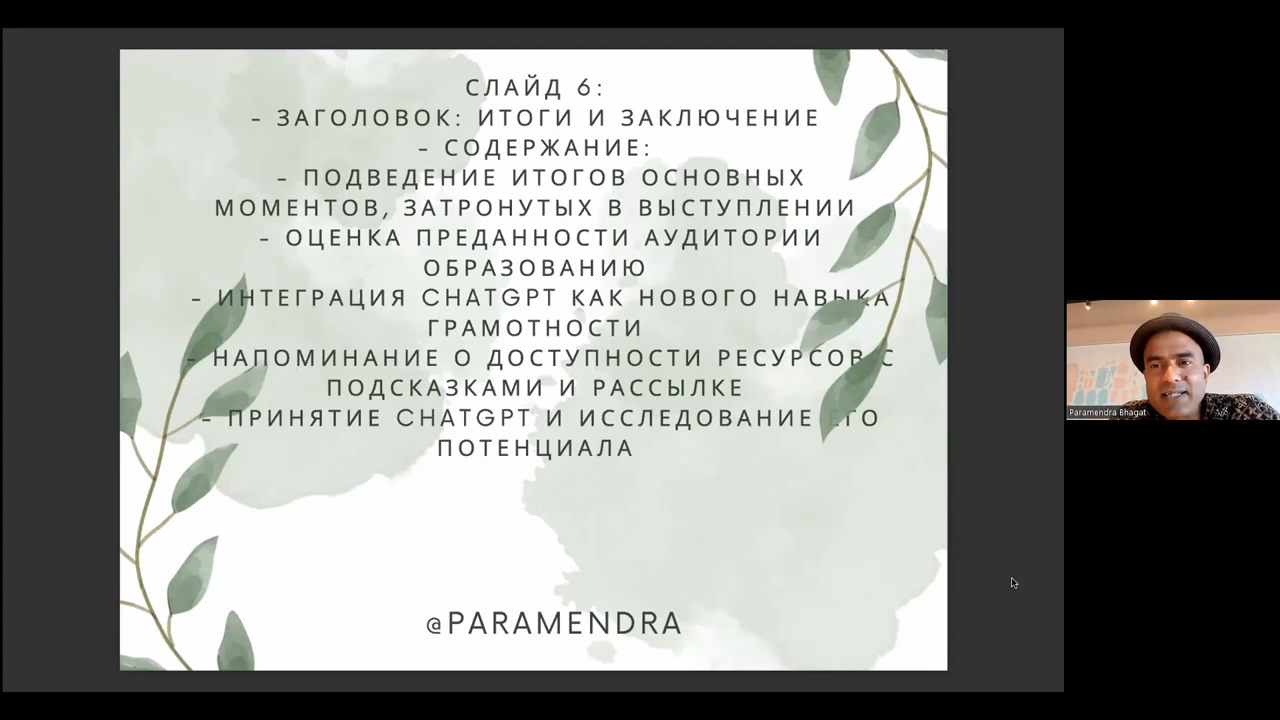 СЛАЙД 6:
- ЗАГОЛОВОК: ИТОГИ И ЗАКЛЮЧЕНИЕ
- СОДЕРЖАНИЕ:
- ПОДВЕДЕНИЕ ИТОГОВ ОСНОВНЫХ
МОМЕНТОВ, ЗАТРОНУТЫХ В ВЫСТУПЛЕНИИ
- ОЦЕНКА ПРЕДАННОСТИ АУДИТОРИИ
ОБРАЗОВАНИЮ
- ИНТЕГРАЦИЯ CHATGPT КАК НОВОГО НАВЫКА
ГРАМОТНОСТИ
- НАПОМИНАНИЕ О ДОСТУПНОСТИ РЕСУРСОВ С
ПОДСКАЗКАМИ И РАССЫЛКЕ
- ПРИНЯТИЕ CHATGPT И ИССЛЕДОВАНИЕ ЕГО
ПОТЕНЦИАЛА
@PARAMENDRA
Paramendra Bhagat